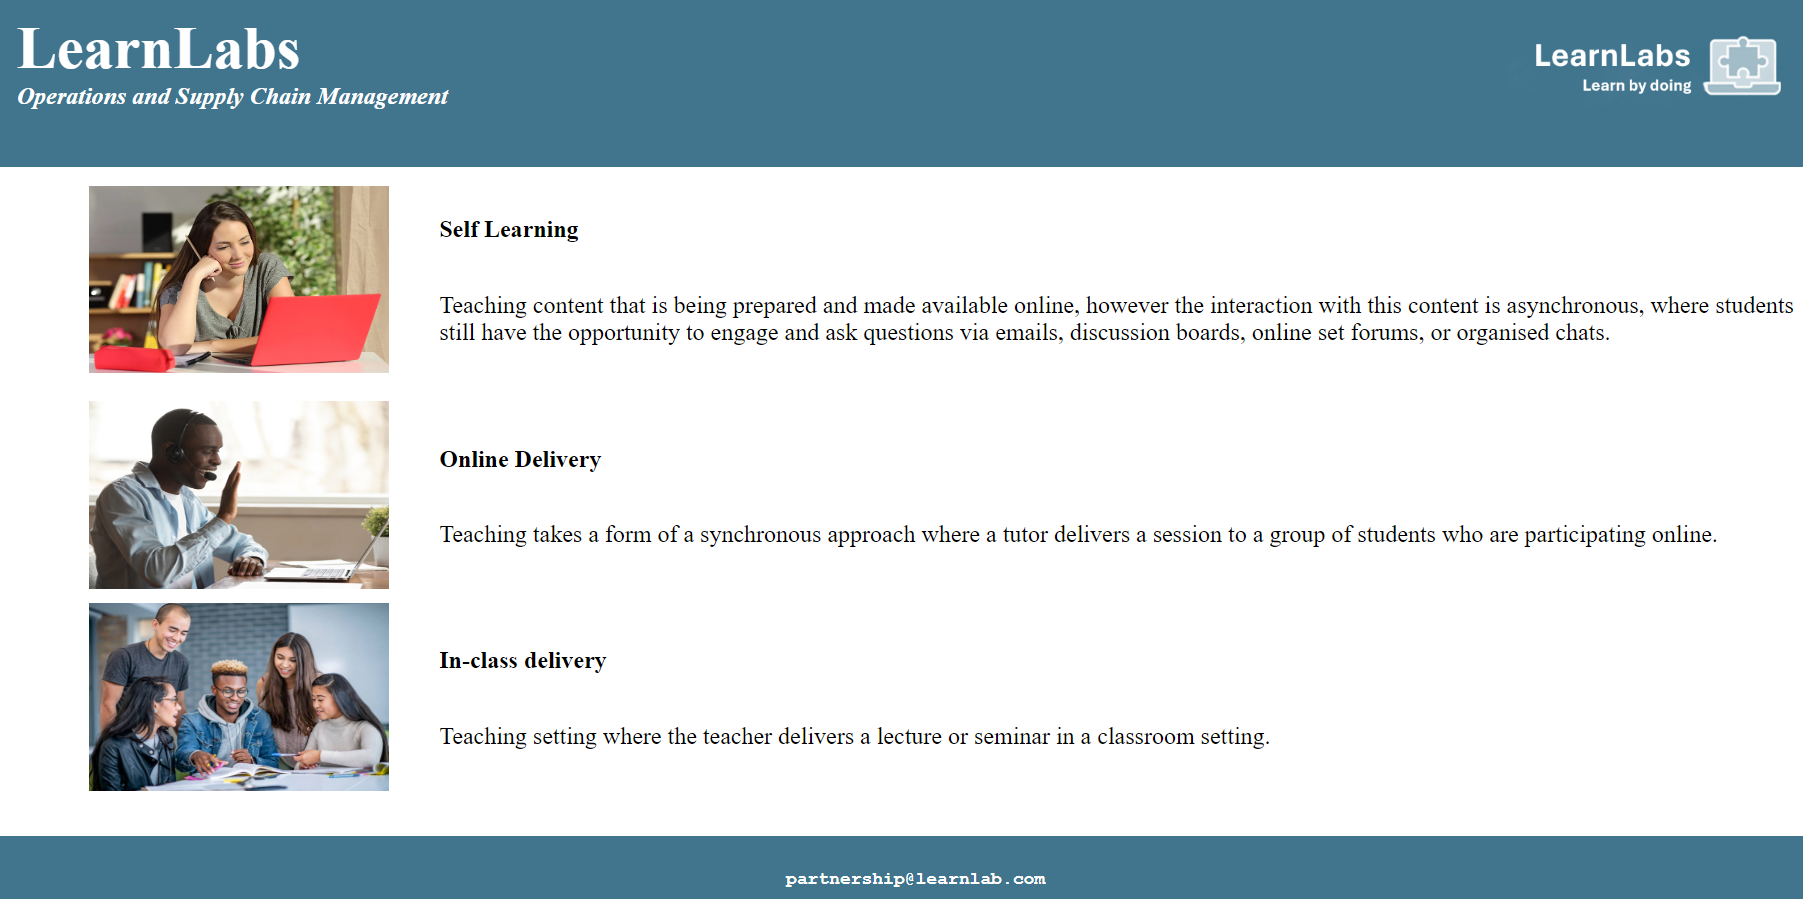 LearnLabs
Operations and Supply Chain Management
LearnLabs
Learn by doing
Self Learning
Teaching content that is being prepared and made available online, however the interaction with this content is asynchronous, where students
still have the opportunity to engage and ask questions via emails, discussion boards, online set forums, or organised chats.
Online Delivery
Teaching takes a form of a synchronous approach where a tutor delivers a session to a group of students who are participating online.
In-class delivery
Teaching setting where the teacher delivers a lecture or seminar in a classroom setting.
partnership@learnlab.com